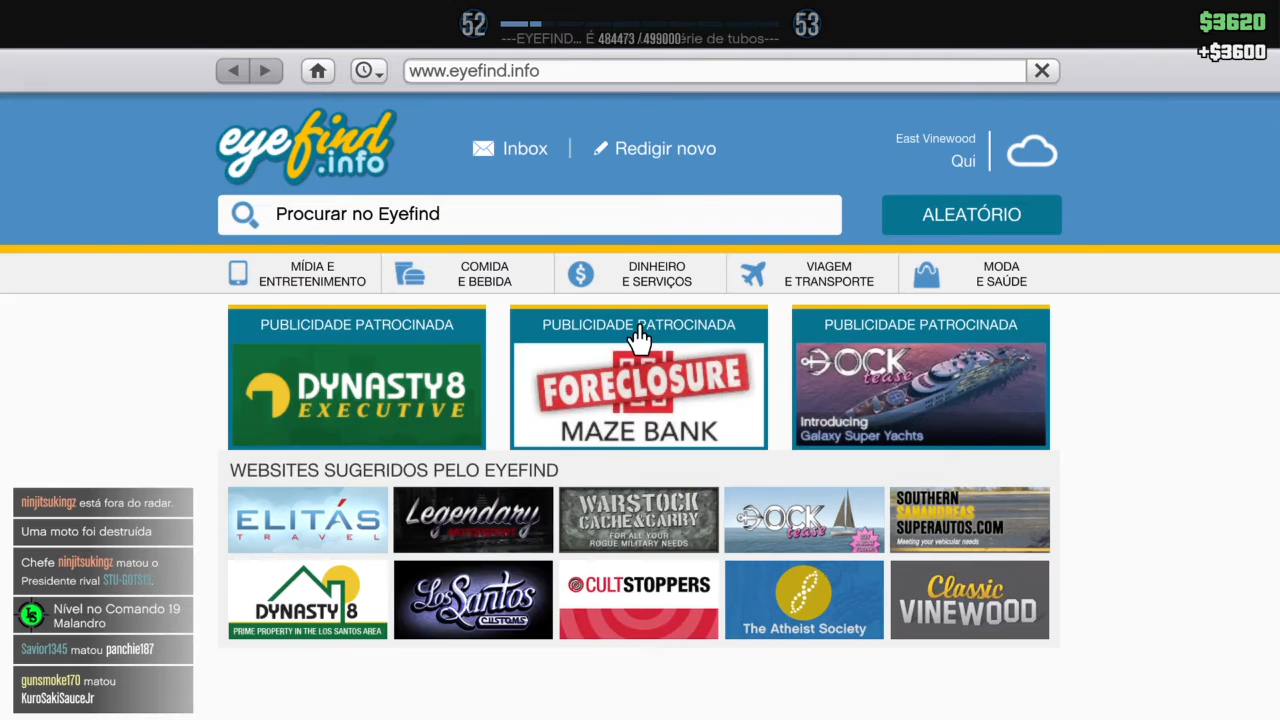 52
53
---EYEFIND... É 484473 / 499000 érie de tubos---
$3620
+$3600
www.eyefind.info
eyefind
.info
Inbox
Redigir novo
East Vinewood
Qui
Procurar no Eyefind
ALEATÓRIO
MÍDIA E
ENTRETENIMENTO
COMIDA
E BEBIDA
DINHEIRO
E SERVIÇOS
VIAGEM
E TRANSPORTE
MODA
E SAÚDE
PUBLICIDADE PATROCINADA
DYNASTY8
EXECUTIVE
PUBLICIDADE PATROCINADA
FORECLOSURE
MAZE BANK
PUBLICIDADE PATROCINADA
DOCK
tease
Introducing
Galaxy Super Yachts
WEBSITES SUGERIDOS PELO EYEFIND
ELITÁS
TRAVEL
Legendary
MOTORSPORT
WARSTOCK
CACHE&CARRY
FOR ALL YOUR
ROGUE MILITARY NEEDS
DOCK
tease
SOUTHERN
SANANDREAS
SUPERAUTOS.COM
Meeting your vehicular needs
DYNASTY 8
PRIME PROPERTY IN THE LOS SANTOS AREA
Los Santos
CUSTOMS
CULTSTOPPERS
The Atheist Society
Classic
VINEWOOD
ninjitsukingz está fora do radar.
Uma moto foi destruída
Chefe ninjitsukingz matou o
Presidente rival STU-GOTS13.
Nível no Comando 19
Malandro
Savior1345 matou panchie187
gunsmoke170 matou
KuroSakiSauceJr